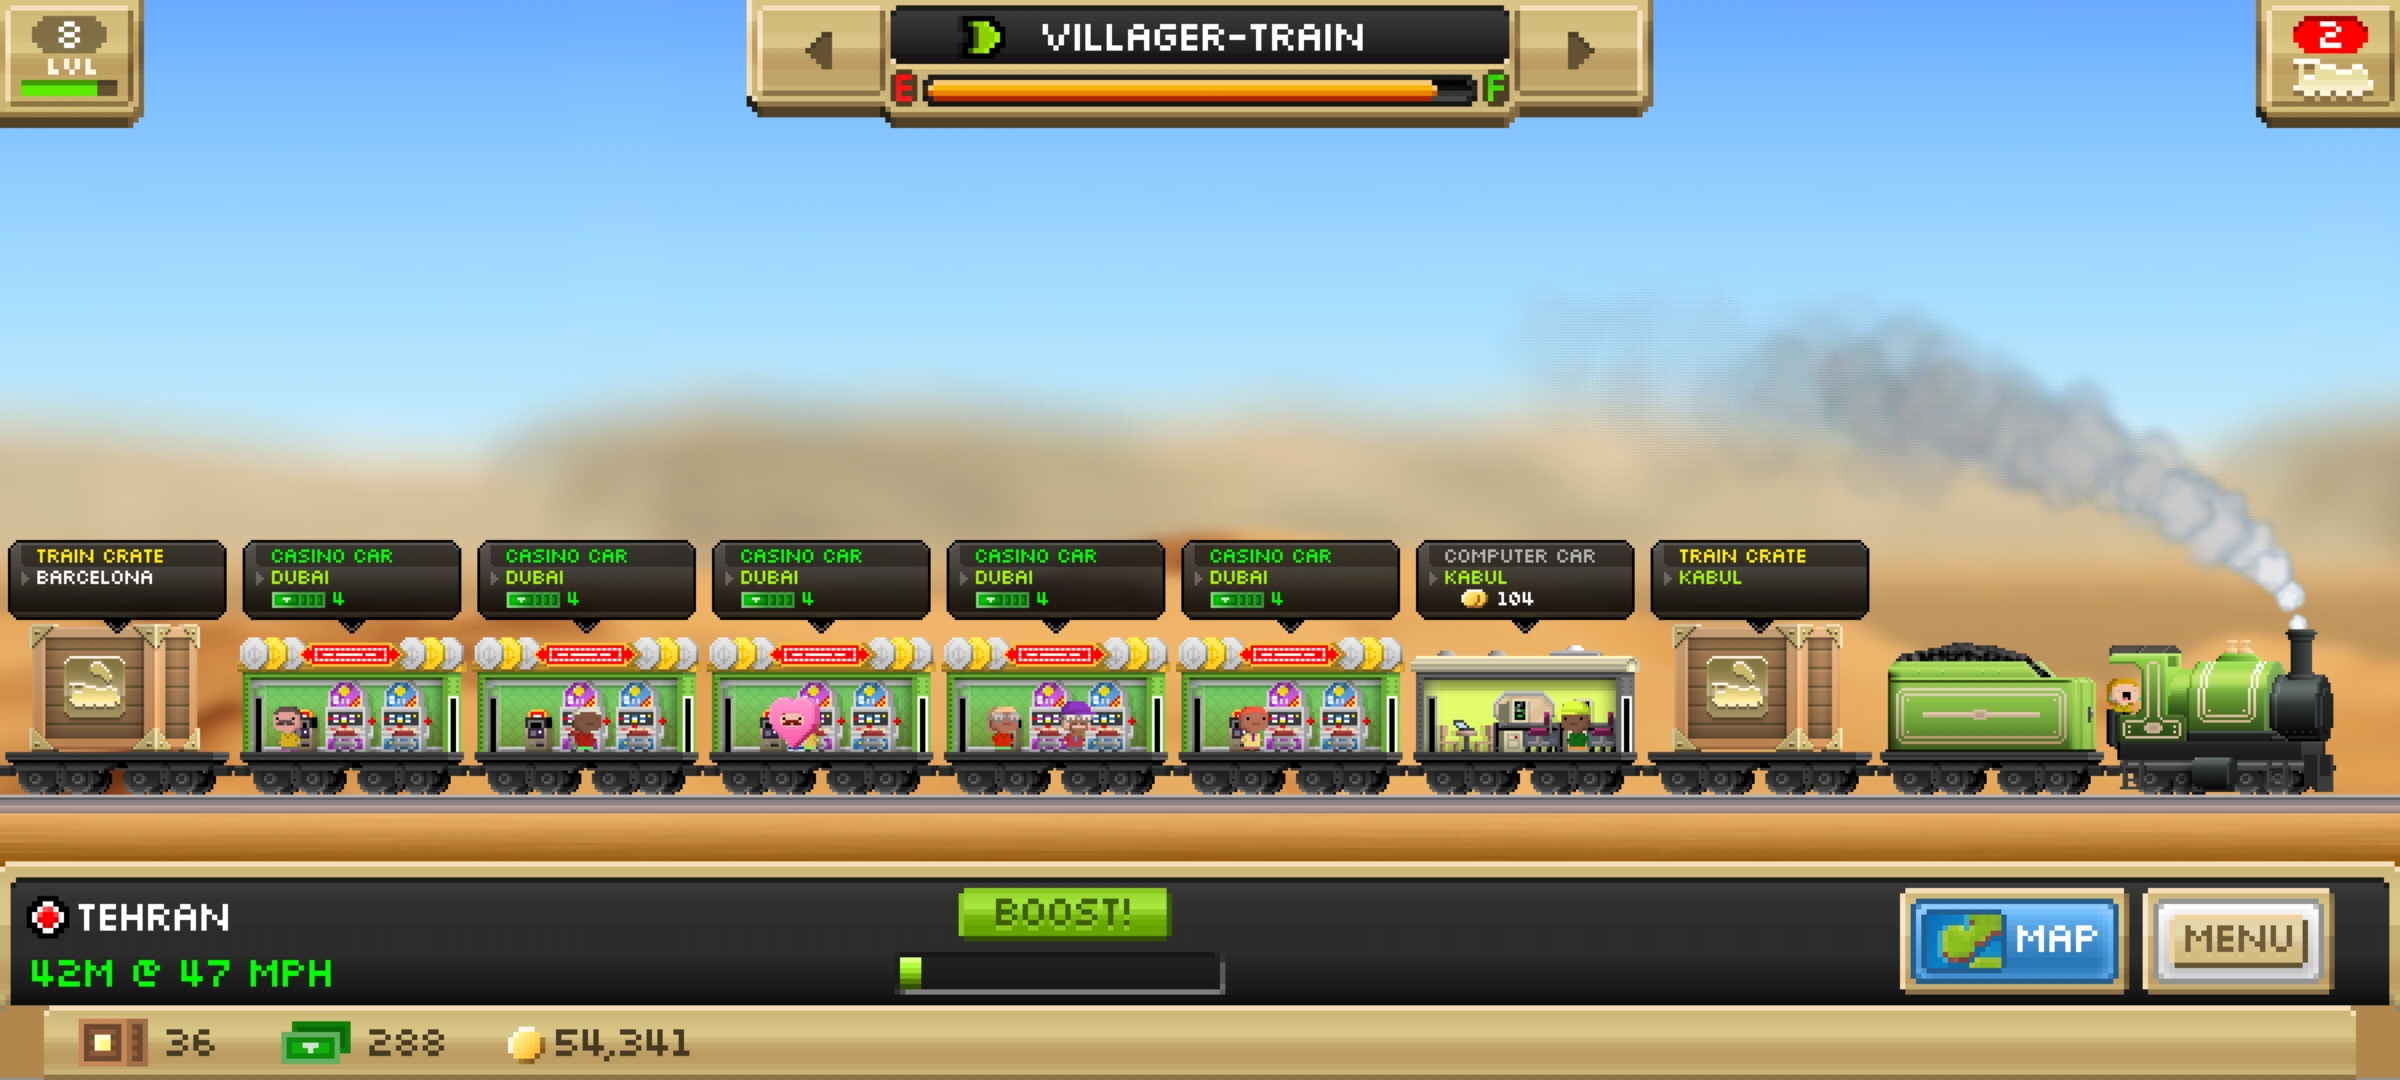 8
LVL
VILLAGER-TRAIN
E F
2
TRAIN CRATE
BARCELONA
CASINO CAR
DUBAI
4
CASINO CAR
DUBAI
4
CASINO CAR
DUBAI
4
CASINO CAR
DUBAI
4
CASINO CAR
DUBAI
4
COMPUTER CAR
KABUL
104
TRAIN CRATE
KABUL
TEHRAN
42M @ 47 MPH
BOOST!
MAP
MENU
36
288
54,341